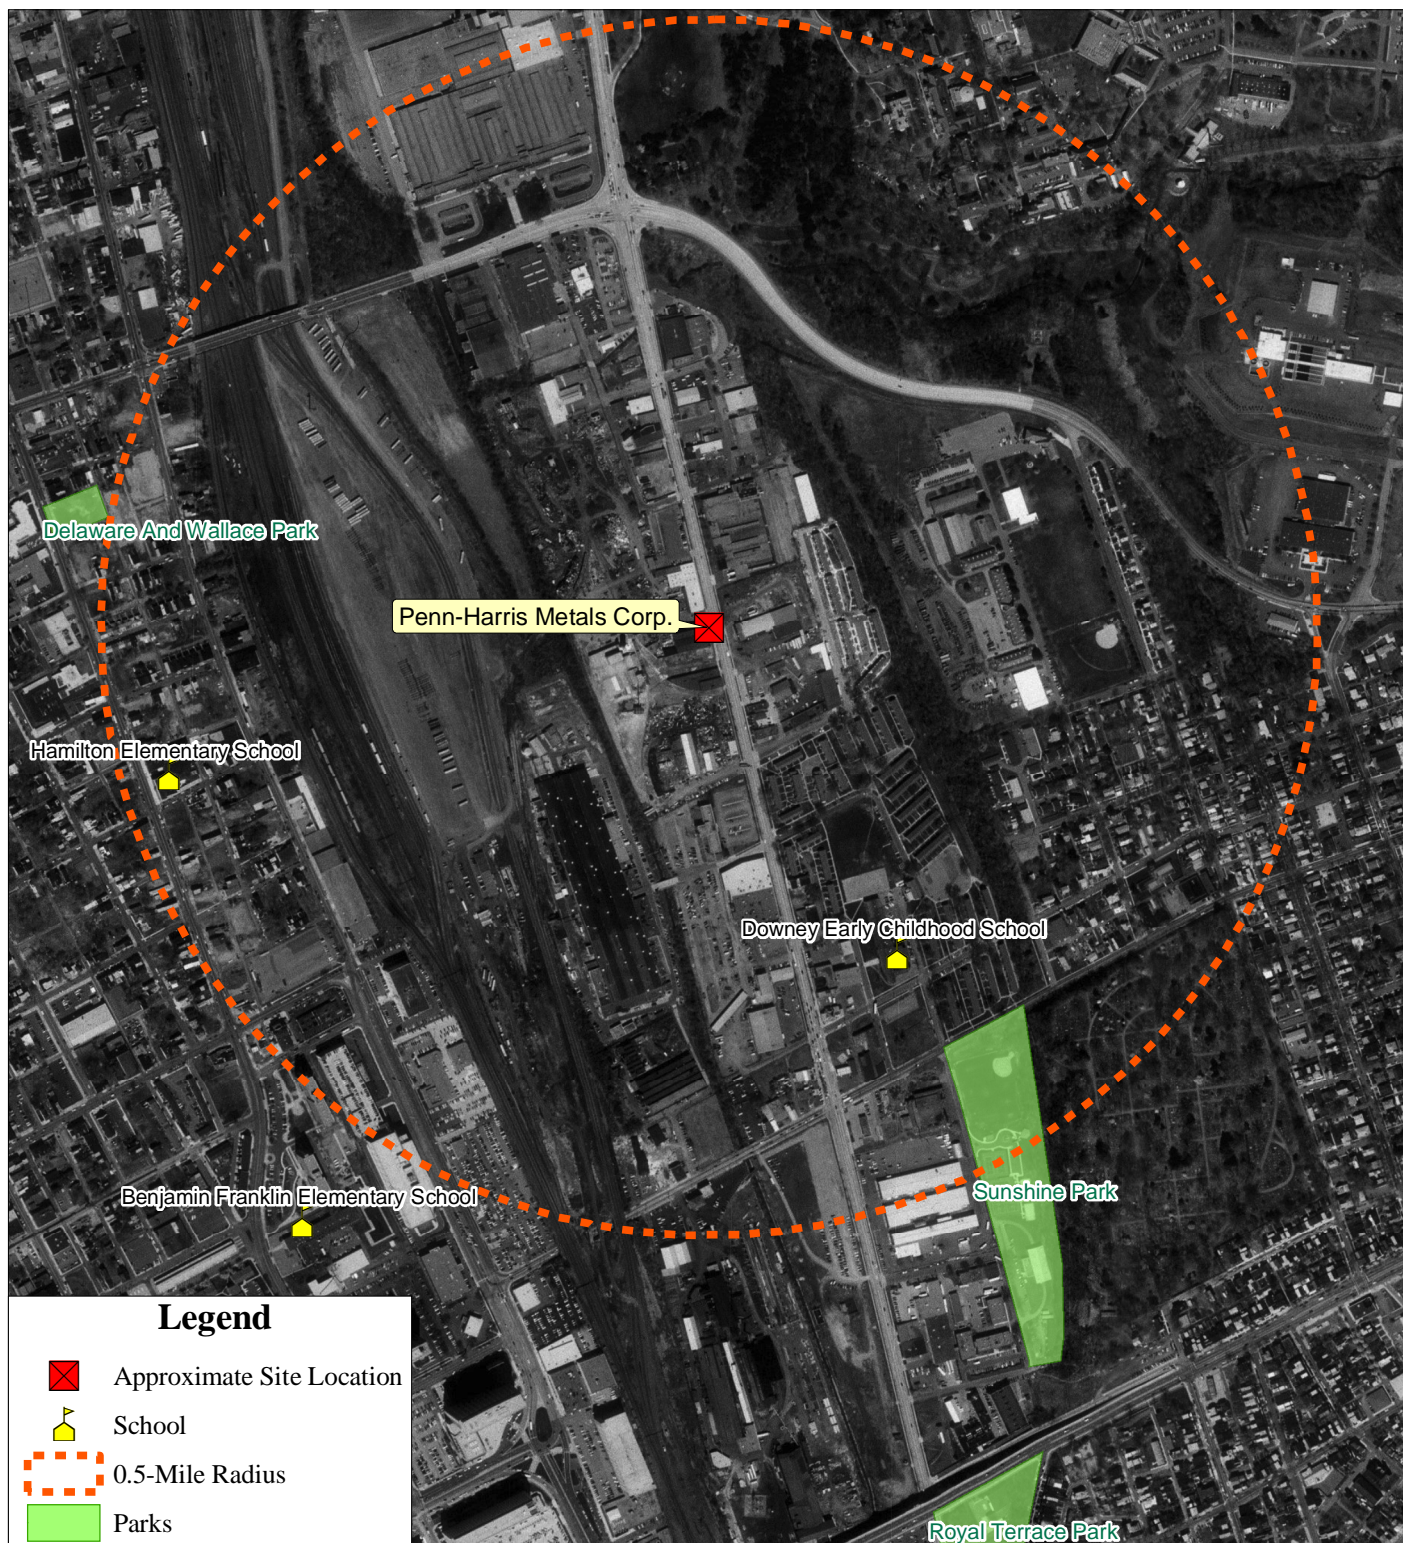 Delaware And Wallace Park
Penn-Harris Metals Corp.
Hamilton Elementary School
Downey Early Childhood School
Sunshine Park
Benjamin Franklin Elementary School
Legend
Approximate Site Location
School
0.5-Mile Radius
Parks
Royal Terrace Park